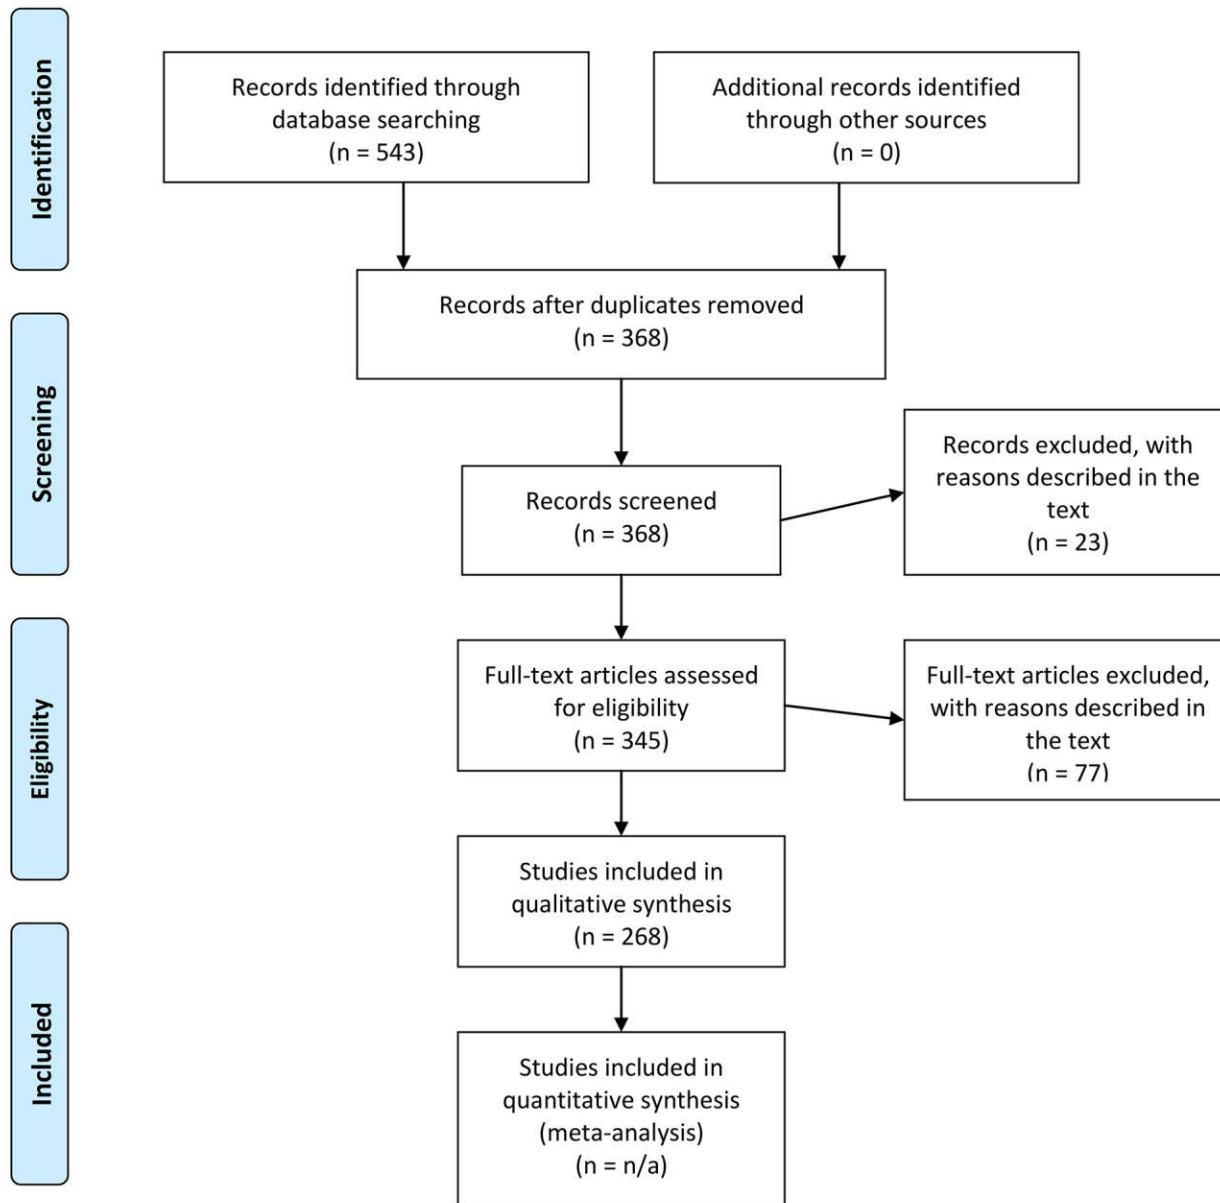 Identification
Records identified through
database searching
(n = 543)
Additional records identified
through other sources
(n = 0)
Records after duplicates removed
(n = 368)
Screening
Records screened
(n = 368)
Records excluded, with
reasons described in the
text
(n = 23)
Eligibility
Full-text articles assessed
for eligibility
(n = 345)
Full-text articles excluded,
with reasons described in
the text
(n = 77)
Studies included in
qualitative synthesis
(n = 268)
Included
Studies included in
quantitative synthesis
(meta-analysis)
(n = n/a)